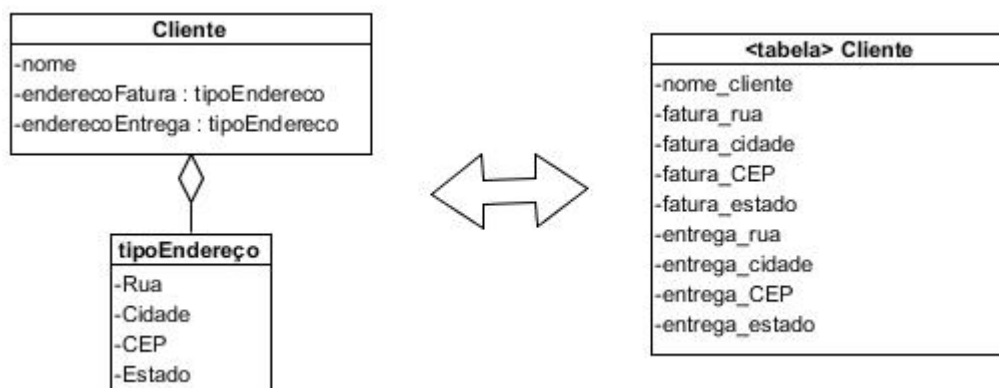 Cliente
-nome
-enderecoFatura : tipoEndereco
-enderecoEntrega : tipoEndereco
tipoEndereço
-Rua
-Cidade
-CEP
-Estado
<tabela> Cliente
-nome_cliente
-fatura_rua
-fatura_cidade
-fatura_CEP
-fatura_estado
-entrega_rua
-entrega_cidade
-entrega_CEP
-entrega_estado